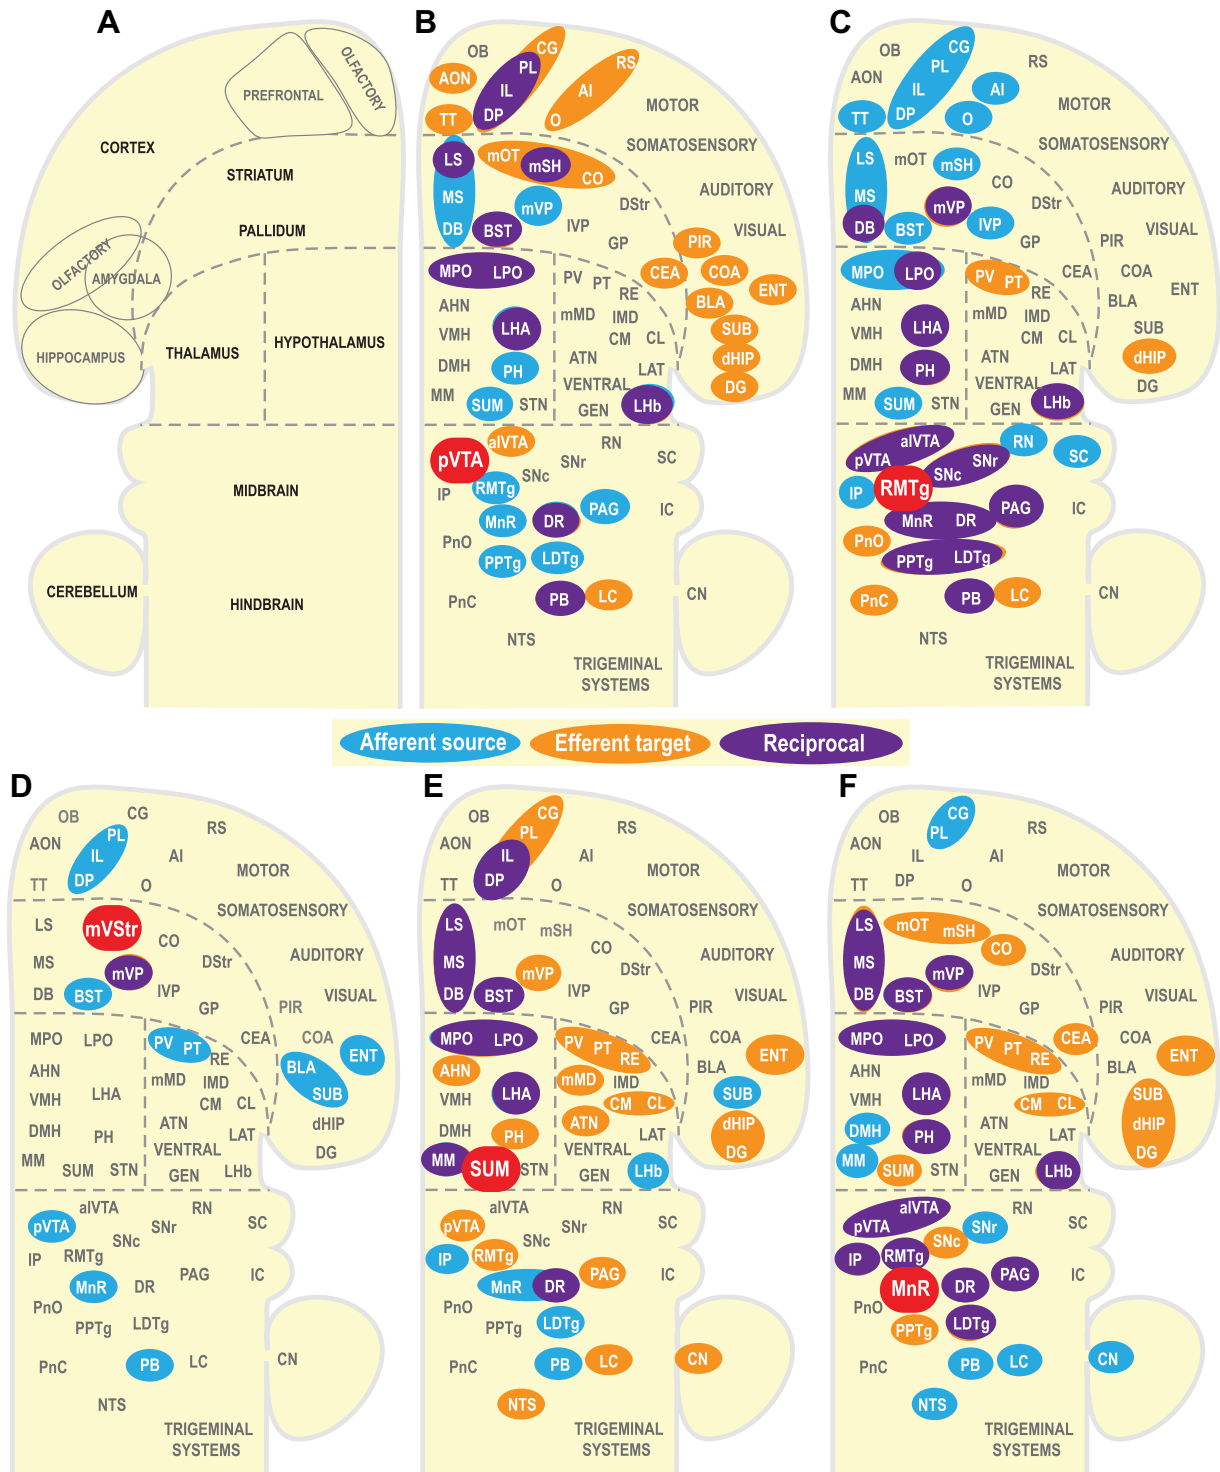 A
OLFACTORY
PREFRONTAL
CORTEX
STRIATUM
PALLIDUM
OLFACTORY
AMYGDALA
HIPPOCAMPUS
THALAMUS
HYPOTHALAMUS
MIDBRAIN
CEREBELLUM
HINDBRAIN
B
OB
CG
PL
RS
AON
IL
AI
MOTOR
TT
DP
O
SOMATOSENSORY
LS
mOT
mSH
CO
AUDITORY
MS
mVP
DStr
DB
BST
IVP
GP
VISUAL
PIR
MPO
LPO
PV
PT
RE
CEA
COA
ENT
AHN
mMD
IMD
BLA
VMH
LHA
CM
CL
SUB
DMH
PH
ATN
LAT
dHIP
MM
SUM
STN
VENTRAL
GEN
LHb
DG
pVTA
aIVTA
RN
SC
SNr
SNc
IP
RMTg
PAG
IC
MnR
DR
PnO
PPTg
LDTg
PnC
PB
LC
CN
NTS
TRIGEMINAL
SYSTEMS
C
OB
CG
PL
RS
AON
IL
AI
MOTOR
TT
DP
O
SOMATOSENSORY
LS
mOT
mSH
CO
AUDITORY
MS
mVP
DStr
DB
BST
IVP
GP
VISUAL
PIR
MPO
LPO
PV
PT
RE
CEA
COA
ENT
AHN
mMD
IMD
BLA
VMH
LHA
CM
CL
SUB
DMH
PH
ATN
LAT
dHIP
MM
SUM
STN
VENTRAL
GEN
LHb
DG
pVTA
aIVTA
RN
SC
SNc
SNr
IP
RMTg
PAG
IC
MnR
DR
PnO
PPTg
LDTg
PnC
PB
LC
CN
NTS
TRIGEMINAL
SYSTEMS
Afferent source
Efferent target
Reciprocal
D
OB
CG
PL
RS
AON
IL
AI
MOTOR
TT
DP
O
SOMATOSENSORY
LS
mVStr
CO
AUDITORY
MS
mVP
DStr
DB
BST
IVP
GP
VISUAL
PIR
MPO
LPO
PV
PT
RE
CEA
COA
ENT
AHN
mMD
IMD
BLA
VMH
LHA
CM
CL
SUB
DMH
PH
ATN
LAT
dHIP
MM
SUM
STN
VENTRAL
GEN
LHb
DG
pVTA
aIVTA
RN
SC
SNr
SNc
IP
RMTg
PAG
IC
MnR
DR
PnO
PPTg
LDTg
PnC
PB
LC
CN
NTS
TRIGEMINAL
SYSTEMS
E
OB
CG
PL
RS
AON
IL
AI
MOTOR
TT
DP
O
SOMATOSENSORY
LS
mOT
mSH
CO
AUDITORY
MS
mVP
DStr
DB
BST
IVP
GP
VISUAL
PIR
MPO
LPO
PV
PT
RE
CEA
COA
ENT
AHN
mMD
IMD
BLA
VMH
LHA
CM
CL
SUB
DMH
PH
ATN
LAT
dHIP
MM
SUM
STN
VENTRAL
GEN
LHb
DG
pVTA
aIVTA
RN
SC
SNr
SNc
IP
RMTg
PAG
IC
MnR
DR
PnO
PPTg
LDTg
PnC
PB
LC
CN
NTS
TRIGEMINAL
SYSTEMS
F
OB
CG
PL
RS
AON
IL
AI
MOTOR
TT
DP
O
SOMATOSENSORY
LS
mOT
mSH
CO
AUDITORY
MS
mVP
DStr
DB
BST
IVP
GP
VISUAL
PIR
MPO
LPO
PV
PT
RE
CEA
COA
ENT
AHN
mMD
IMD
BLA
VMH
LHA
CM
CL
SUB
DMH
PH
ATN
LAT
dHIP
MM
SUM
STN
VENTRAL
GEN
LHb
DG
pVTA
aIVTA
RN
SC
SNc
SNr
IP
RMTg
PAG
IC
MnR
DR
PnO
PPTg
LDTg
PnC
PB
LC
CN
NTS
TRIGEMINAL
SYSTEMS